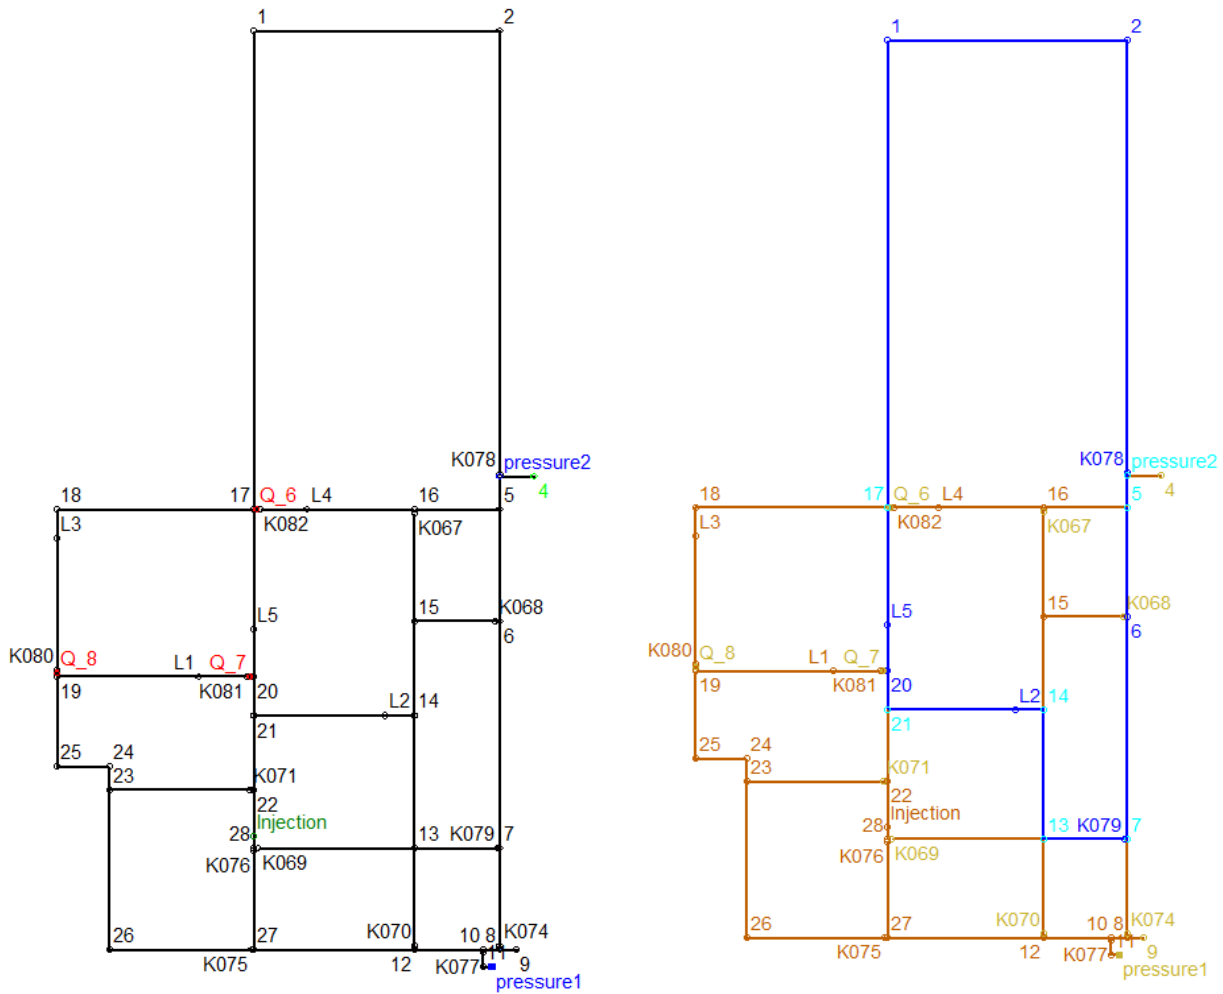 1
2
K078
pressure2
4
18
17
Q_6
L4
16
5
L3
K082
K067
15
K068
L5
6
K080
Q_8
L1
Q_7
19
K081
20
L2
14
21
25
24
23
K071
22
Injection
28
13
K079
7
K076
K069
26
27
K070
10
8
K074
K075
12
K077
11
9
pressure1
1
2
K078
pressure2
4
18
17
Q_6
L4
16
5
L3
K082
K067
15
K068
L5
6
K080
Q_8
L1
Q_7
19
K081
20
L2
14
21
25
24
23
K071
22
Injection
28
13
K079
7
K076
K069
26
27
K070
10
8
K074
K075
12
K077
11
9
pressure1